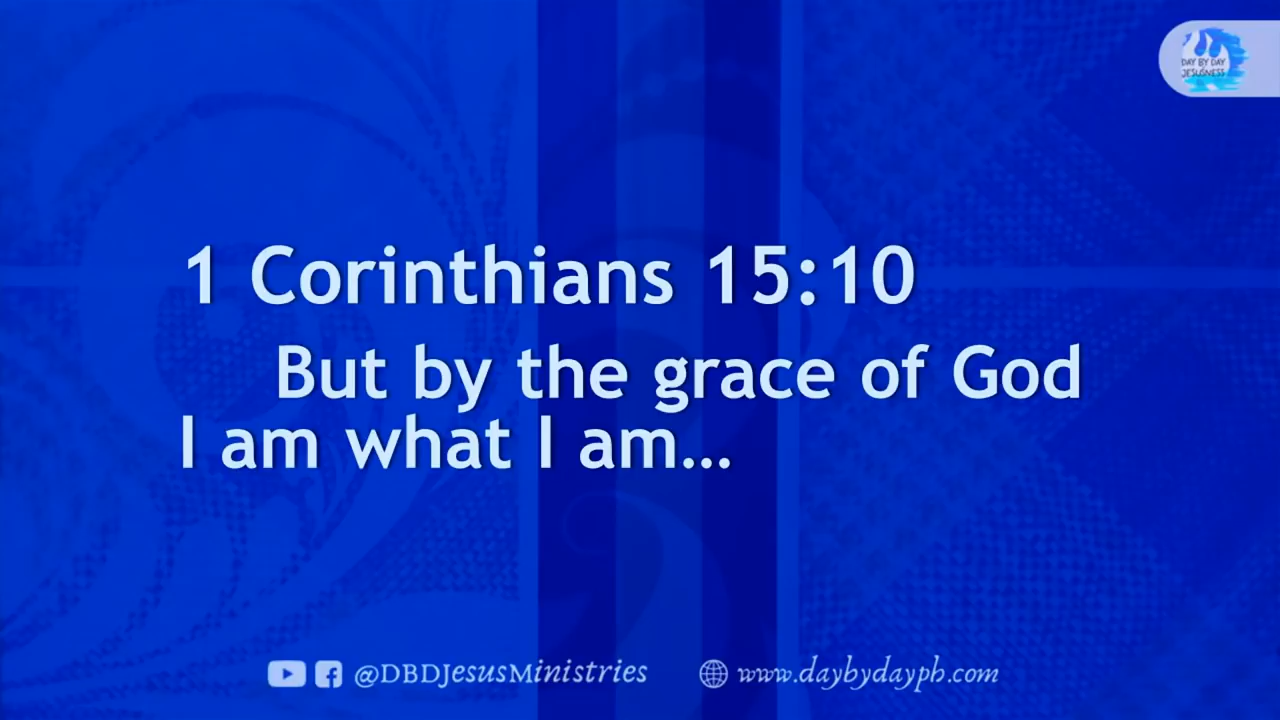 DAY BY DAY
JESUSNESS
1 Corinthians 15:10
But by the grace of God
I am what I am...
@DBDJesusMinistries
www.daybydayph.com